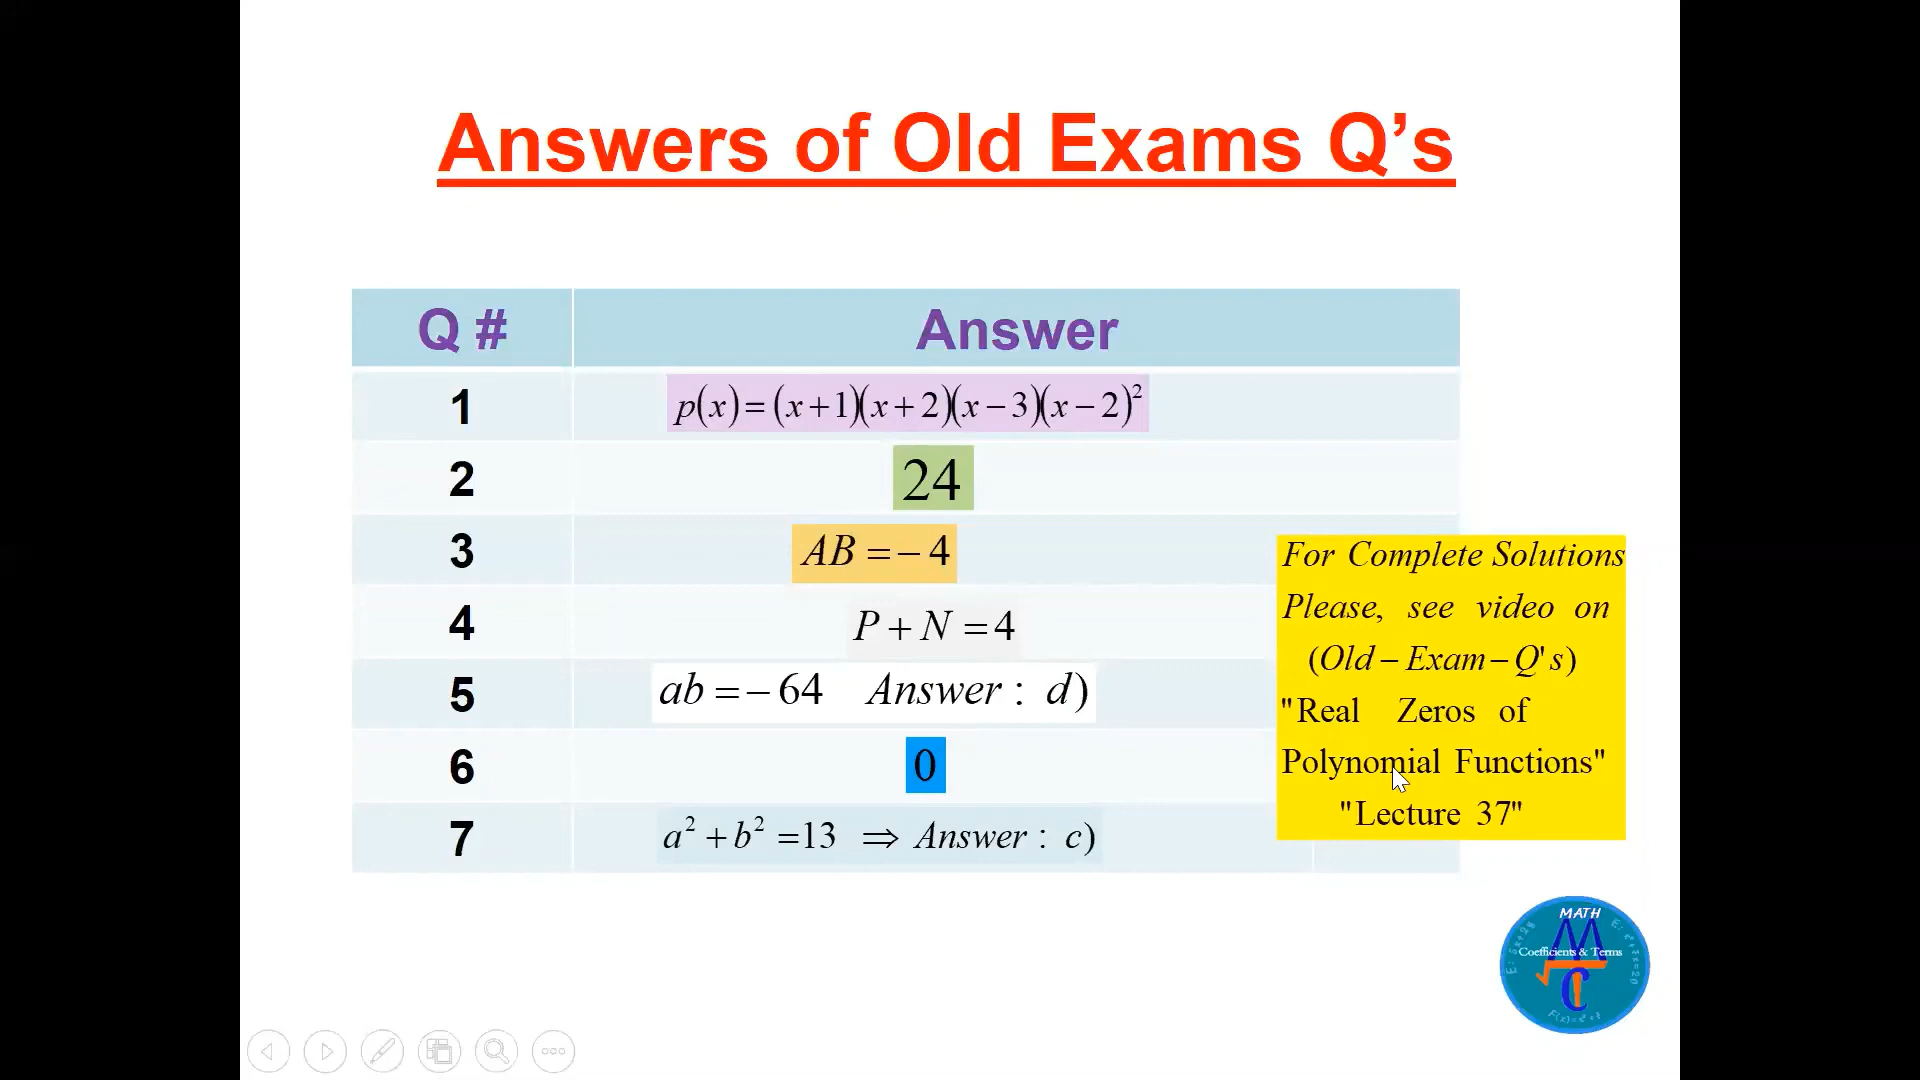 Answers of Old Exams Q’s
Q # Answer
1 p(x)=(x+1)(x+2)(x−3)(x−2)²
2 24
3 AB=−4
4 P+N=4
5 ab=−64 Answer: d)
6 0
7 a²+b²=13 ⇒ Answer: c)
For Complete Solutions
Please, see video on
(Old−Exam−Q's)
"Real Zeros of
Polynomial Functions"
"Lecture 37"
MATH
Coefficients & Terms